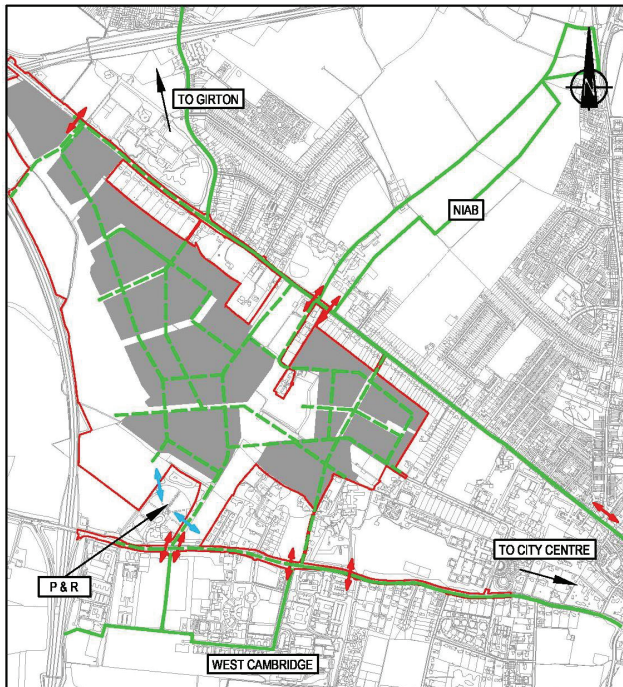 TO GIRTON
NIAB
TO CITY CENTRE
P & R
WEST CAMBRIDGE